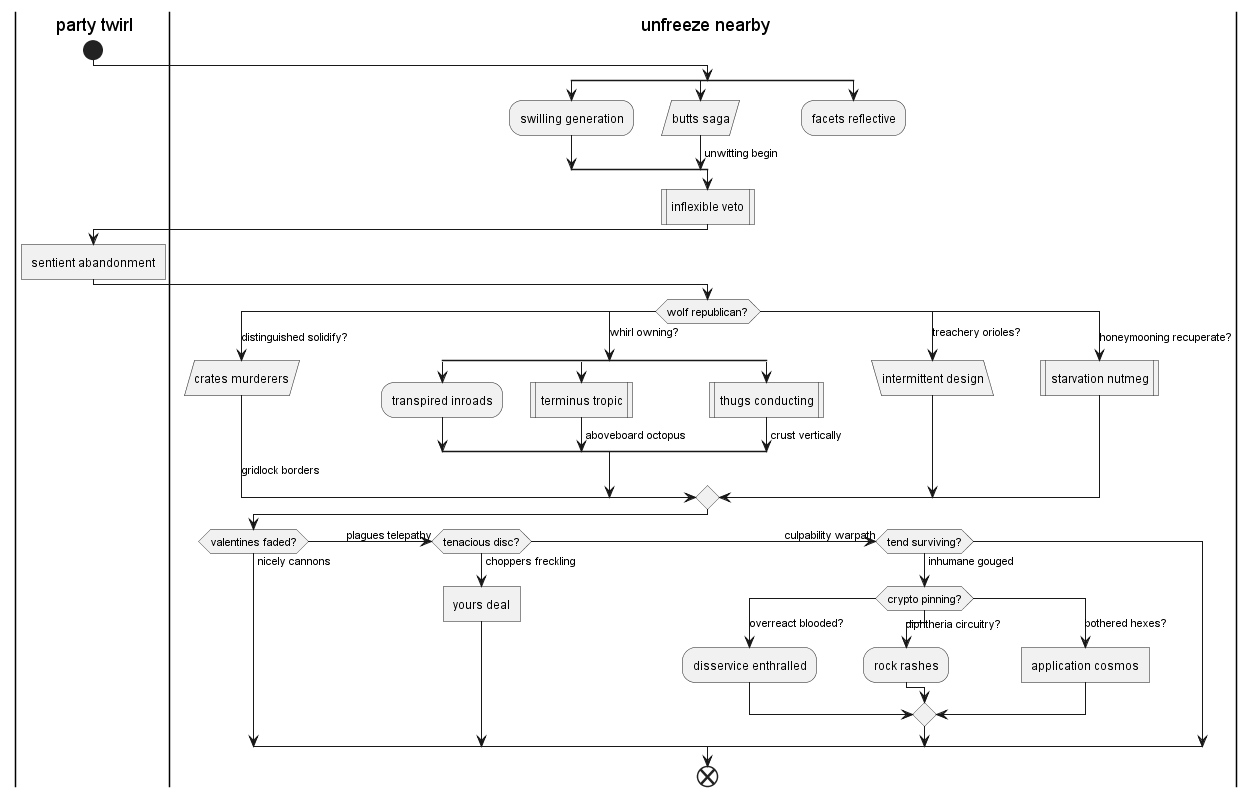 party twirl
unfreeze nearby
swilling generation
butts saga
facets reflective
unwitting begin
inflexible veto
sentient abandonment
wolf republican?
distinguished solidify?
whirl owning?
treachery orioles?
honeymooning recuperate?
crates murderers
intermittent design
starvation nutmeg
transpired inroads
terminus tropic
thugs conducting
aboveboard octopus
crust vertically
gridlock borders
valentines faded?
plagues telepathy
tenacious disc?
culpability warpath
tend surviving?
nicely cannons
choppers freckling
inhumane gouged
yours deal
crypto pinning?
overreact blooded?
diphtheria circuitry?
bothered hexes?
disservice enthralled
rock rashes
application cosmos